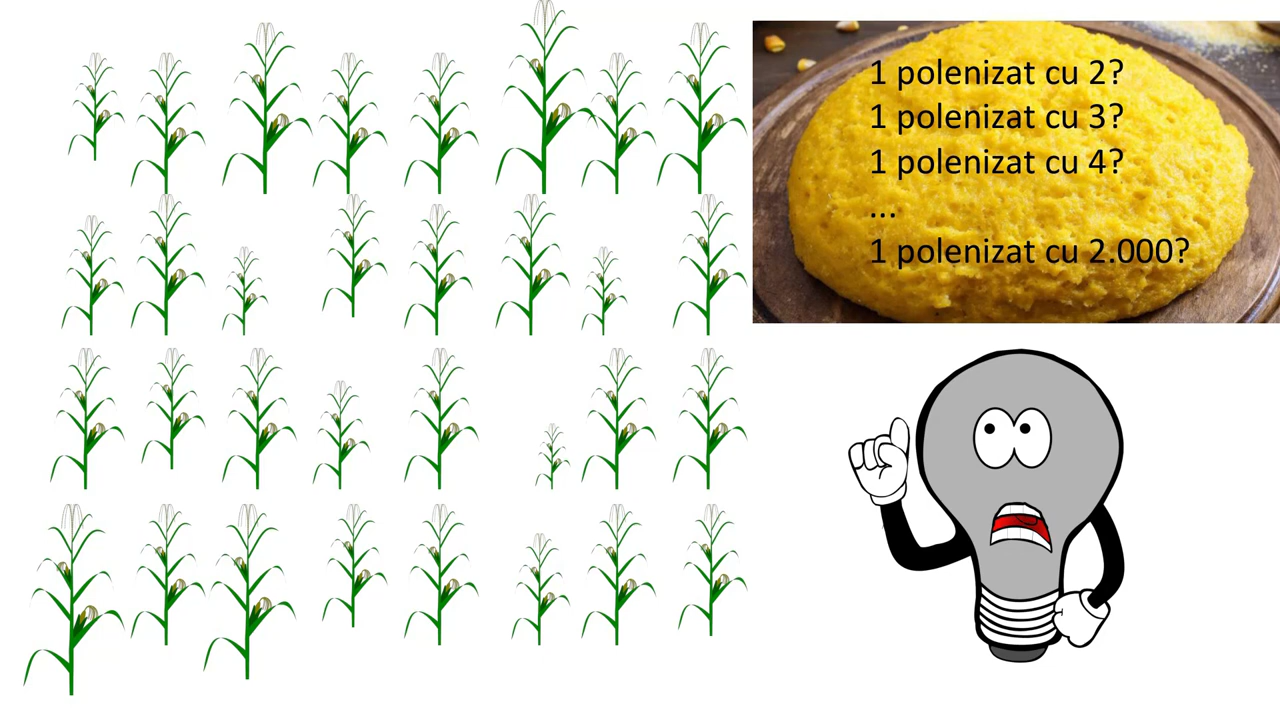 1 polenizat cu 2?
1 polenizat cu 3?
1 polenizat cu 4?
...
1 polenizat cu 2.000?